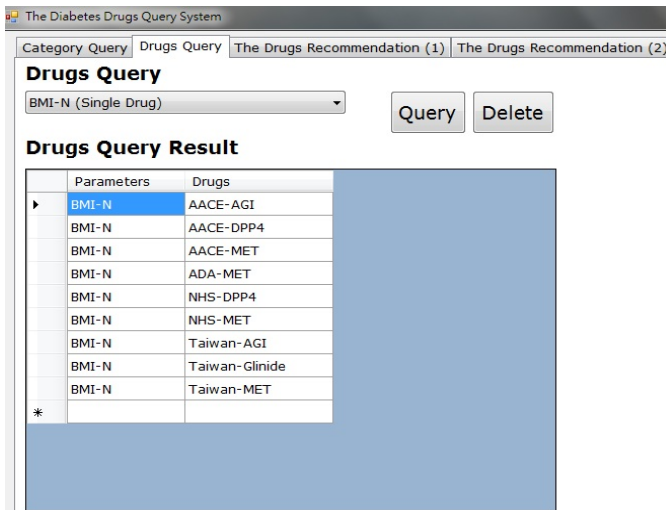 The Diabetes Drugs Query System
Category Query Drugs Query The Drugs Recommendation (1) The Drugs Recommendation (2)
Drugs Query
BMI-N (Single Drug)
Query Delete
Drugs Query Result
Parameters Drugs
BMI-N AACE-AGI
BMI-N AACE-DPP4
BMI-N AACE-MET
BMI-N ADA-MET
BMI-N NHS-DPP4
BMI-N NHS-MET
BMI-N Taiwan-AGI
BMI-N Taiwan-Glinide
BMI-N Taiwan-MET
*